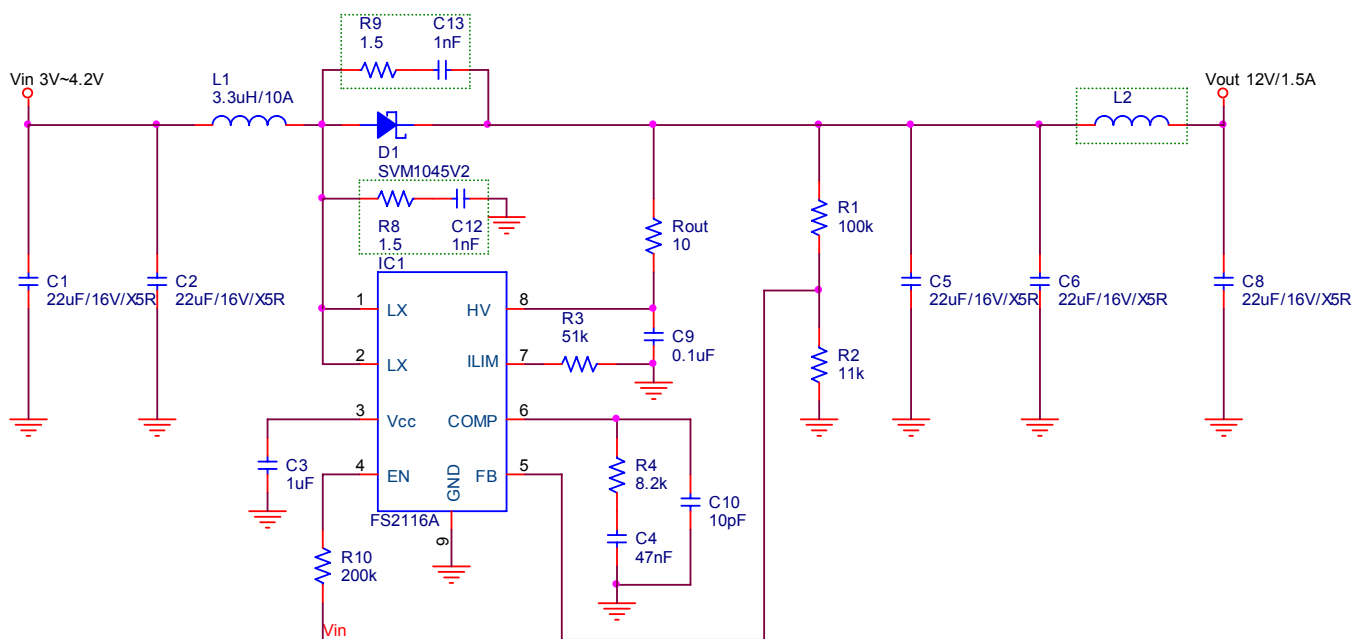 R9
1.5
C13
1nF
Vin 3V~4.2V
L1
3.3uH/10A
Vout 12V/1.5A
L2
D1
SVM1045V2
R8
1.5
C12
1nF
Rout
10
R1
100k
IC1
C1
22uF/16V/X5R
C2
22uF/16V/X5R
C5
22uF/16V/X5R
C6
22uF/16V/X5R
C8
22uF/16V/X5R
1
LX
HV
8
R3
51k
C9
0.1uF
2
LX
ILIM
7
R2
11k
3
Vcc
COMP
6
C3
1uF
4
EN
GND
FB
5
R4
8.2k
C10
10pF
FS2116A
9
C4
47nF
R10
200k
Vin